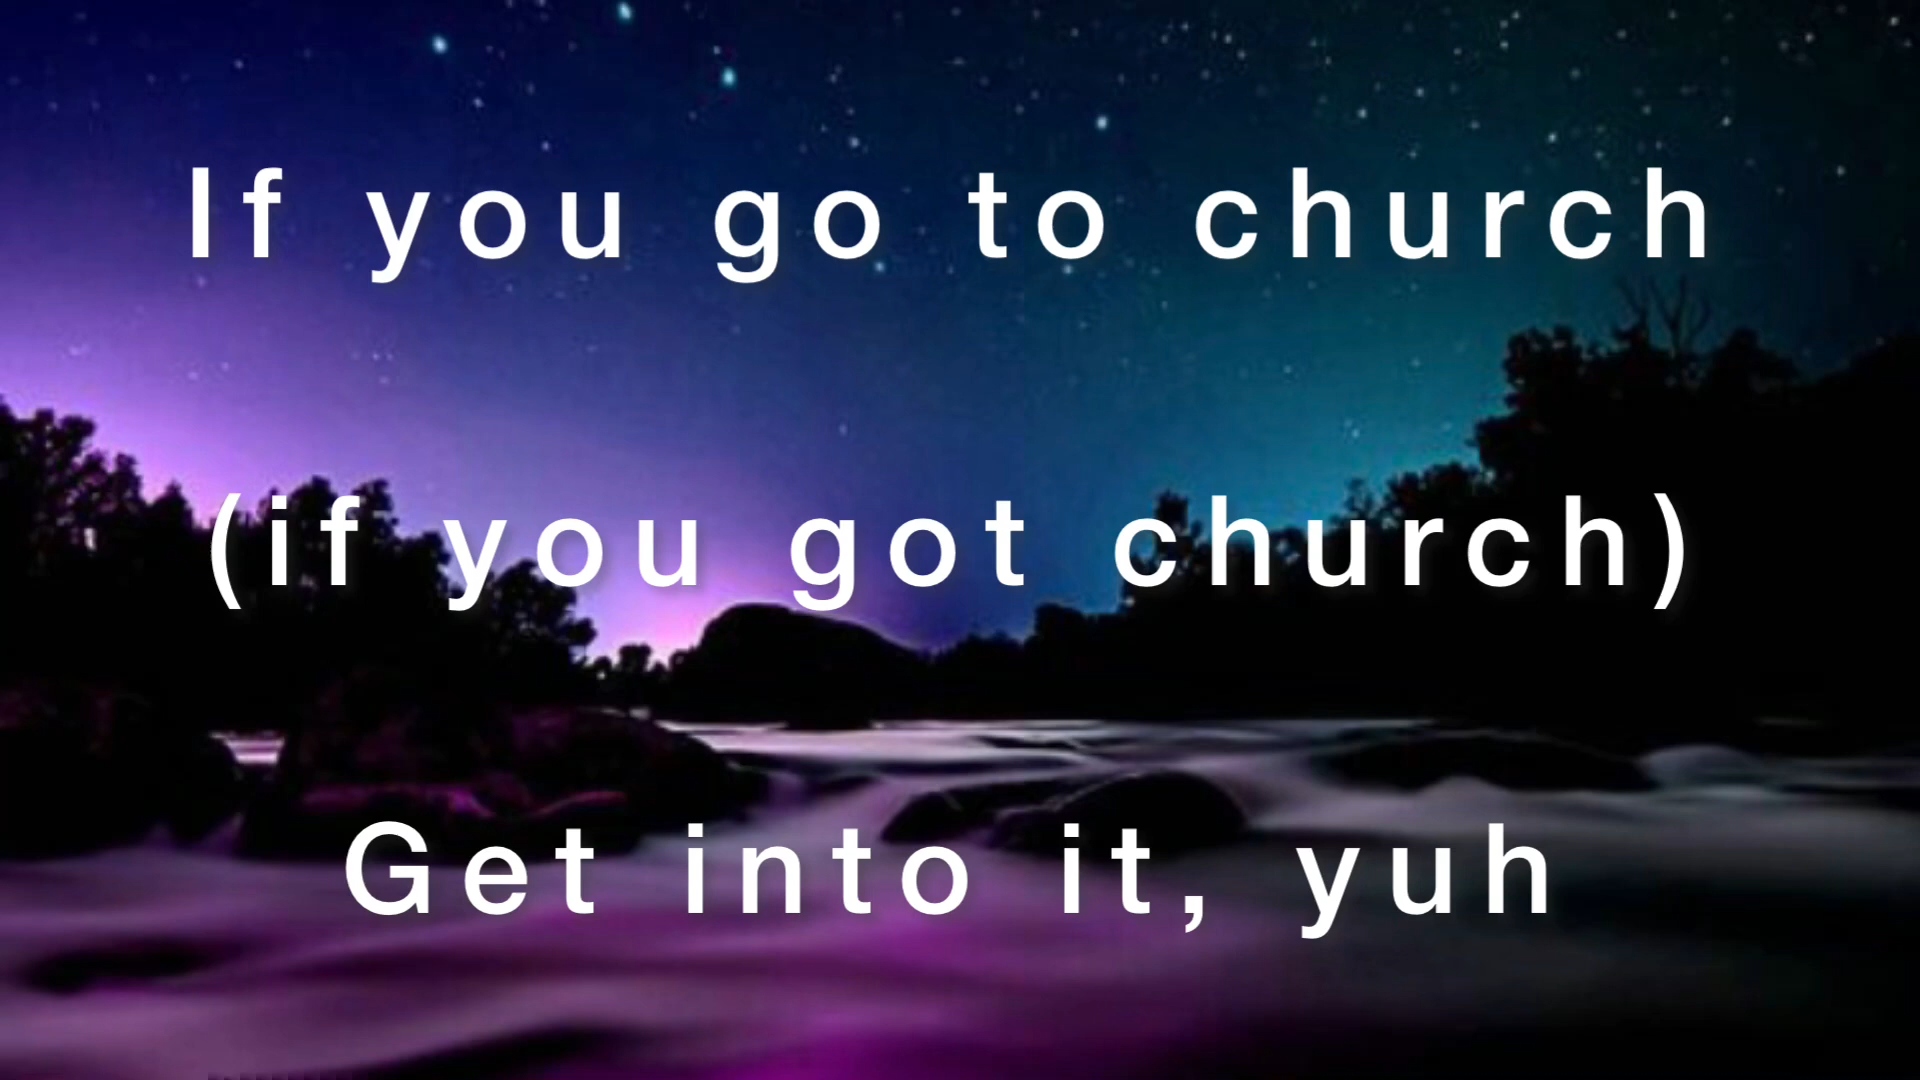 If you go to church
(if you got church)
Get into it, yuh